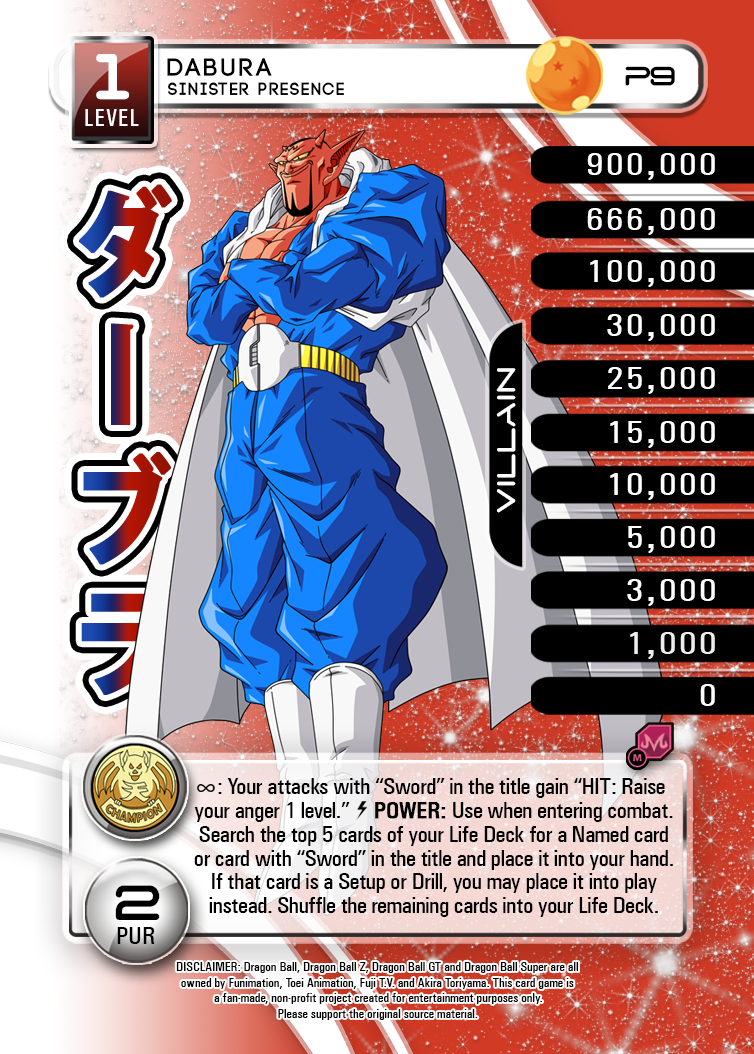 1
LEVEL
DABURA
SINISTER PRESENCE
P9
ダーブラ
900,000
666,000
100,000
30,000
25,000
15,000
10,000
5,000
3,000
1,000
0
VILLAIN
M
M
CHAMPION
∞: Your attacks with “Sword” in the title gain “HIT: Raise
your anger 1 level.” ⚡ POWER: Use when entering combat.
Search the top 5 cards of your Life Deck for a Named card
or card with “Sword” in the title and place it into your hand.
If that card is a Setup or Drill, you may place it into play
instead. Shuffle the remaining cards into your Life Deck.
2
PUR
DISCLAIMER: Dragon Ball, Dragon Ball Z, Dragon Ball GT and Dragon Ball Super are all
owned by Funimation, Toei Animation, Fuji T.V. and Akira Toriyama. This card game is
a fan-made, non-profit project created for entertainment purposes only.
Please support the original source material.